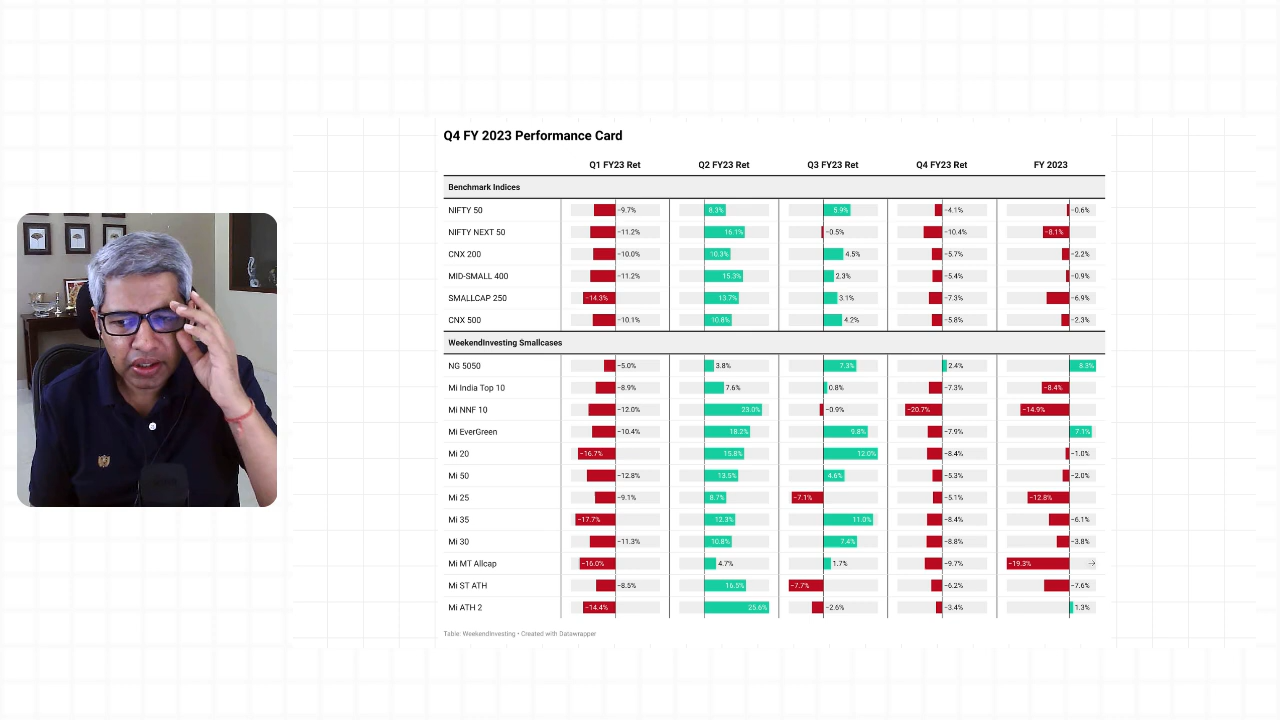 Q4 FY 2023 Performance Card
Q1 FY23 Ret Q2 FY23 Ret Q3 FY23 Ret Q4 FY23 Ret FY 2023
Benchmark Indices
NIFTY 50 −9.7% 8.3% 5.9% −4.1% −0.6%
NIFTY NEXT 50 −11.2% 16.1% −0.5% −10.4% −8.1%
CNX 200 −10.0% 10.3% 4.5% −5.7% −2.2%
MID-SMALL 400 −11.2% 15.3% 2.3% −5.4% −0.9%
SMALLCAP 250 −14.3% 13.7% 3.1% −7.3% −6.9%
CNX 500 −10.1% 10.8% 4.2% −5.8% −2.3%
WeekendInvesting Smallcases
NG 5050 −5.0% 3.8% 7.3% 2.4% 8.3%
Mi India Top 10 −8.9% 7.6% 0.8% −7.3% −8.4%
Mi NNF 10 −12.0% 23.0% −0.9% −20.7% −14.9%
Mi EverGreen −10.4% 18.2% 9.8% −7.9% 7.1%
Mi 20 −16.7% 15.8% 12.0% −8.4% −1.0%
Mi 50 −12.8% 13.5% 4.6% −5.3% −2.0%
Mi 25 −9.1% 8.7% −7.1% −5.1% −12.8%
Mi 35 −17.7% 12.3% 11.0% −8.4% −6.1%
Mi 30 −11.3% 10.8% 7.4% −8.8% −3.8%
Mi MT Allcap −16.0% 4.7% 1.7% −9.7% −19.3% →
Mi ST ATH −8.5% 16.5% −7.7% −6.2% −7.6%
Mi ATH 2 −14.4% 25.6% −2.6% −3.4% 1.3%
Table: WeekendInvesting • Created with Datawrapper